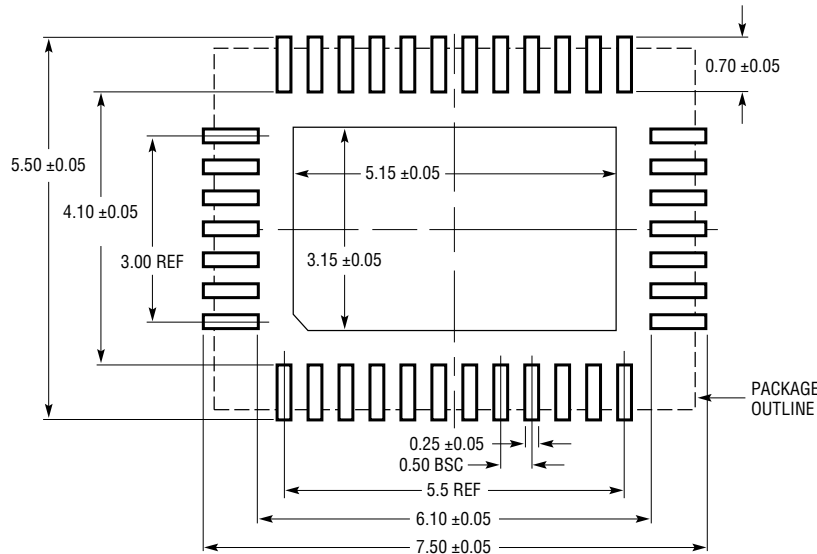 0.70 ±0.05
5.50 ±0.05
5.15 ±0.05
4.10 ±0.05
3.15 ±0.05
3.00 REF
PACKAGE
OUTLINE
0.25 ±0.05
0.50 BSC
5.5 REF
6.10 ±0.05
7.50 ±0.05